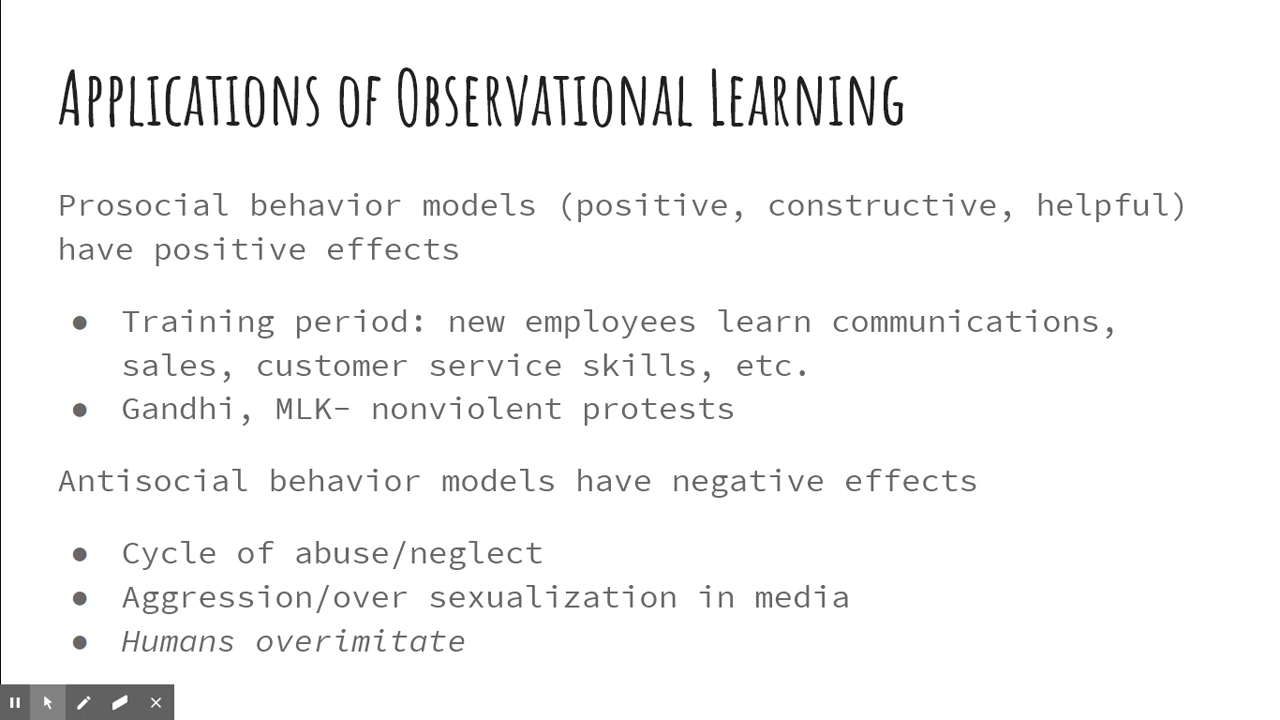 Applications of Observational Learning
Prosocial behavior models (positive, constructive, helpful)
have positive effects
● Training period: new employees learn communications,
sales, customer service skills, etc.
● Gandhi, MLK– nonviolent protests
Antisocial behavior models have negative effects
● Cycle of abuse/neglect
● Aggression/over sexualization in media
● Humans overimitate